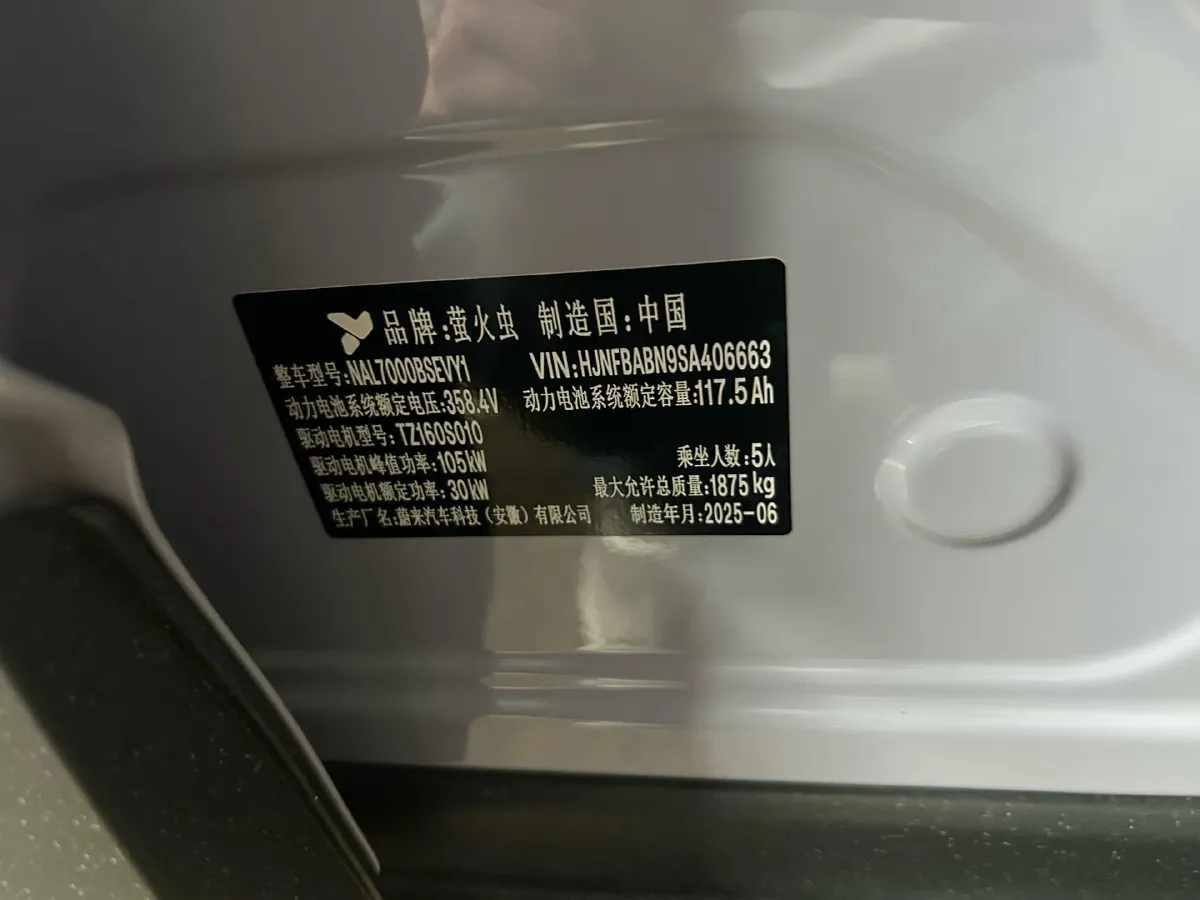 品牌:萤火虫 制造国:中国
整车型号:NAL7000BSEVY1 VIN:HJNFBABN9SA406663
动力电池系统额定电压:358.4V 动力电池系统额定容量:117.5Ah
驱动电机型号:TZ160S010
驱动电机峰值功率:105kW 乘坐人数:5人
驱动电机额定功率:30kW 最大允许总质量:1875kg
生产厂名:蔚来汽车科技（安徽）有限公司 制造年月:2025-06